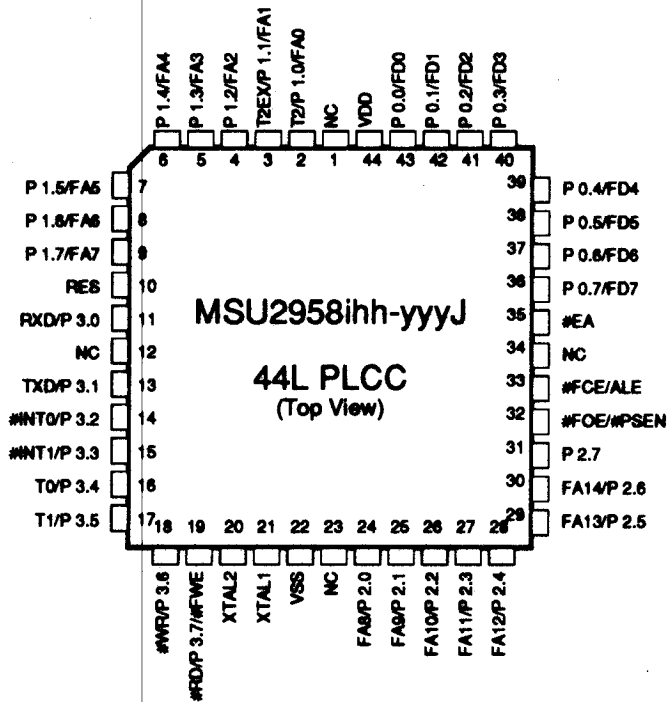 P 1.4/FA4
P 1.3/FA3
P 1.2/FA2
T2EX/P 1.1/FA1
T2/P 1.0/FA0
NC
VDD
P 0.0/FD0
P 0.1/FD1
P 0.2/FD2
P 0.3/FD3
6 5 4 3 2 1 44 43 42 41 40
P 1.5/FA5 7
P 1.6/FA6 8
P 1.7/FA7 9
RES 10
RXD/P 3.0 11
NC 12
TXD/P 3.1 13
#INT0/P 3.2 14
#INT1/P 3.3 15
T0/P 3.4 16
T1/P 3.5 17
MSU2958ihh-yyyJ
44L PLCC
(Top View)
39 P 0.4/FD4
38 P 0.5/FD5
37 P 0.6/FD6
36 P 0.7/FD7
35 #EA
34 NC
33 #FCE/ALE
32 #FOE/#PSEN
31 P 2.7
30 FA14/P 2.6
29 FA13/P 2.5
18 19 20 21 22 23 24 25 26 27 28
#WR/P 3.6
#RD/P 3.7/#FWE
XTAL2
XTAL1
VSS
NC
FA8/P 2.0
FA9/P 2.1
FA10/P 2.2
FA11/P 2.3
FA12/P 2.4